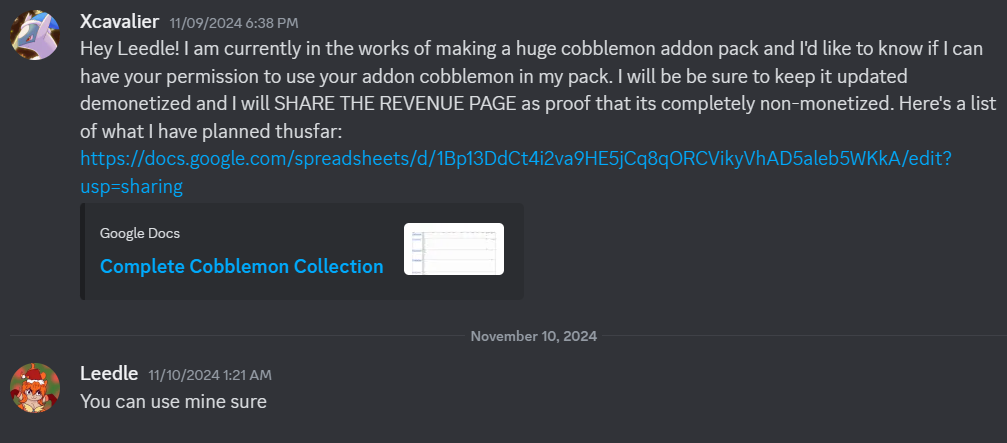 Xcavalier 11/09/2024 6:38 PM
Hey Leedle! I am currently in the works of making a huge cobblemon addon pack and I'd like to know if I can
have your permission to use your addon cobblemon in my pack. I will be be sure to keep it updated
demonetized and I will SHARE THE REVENUE PAGE as proof that its completely non-monetized. Here's a list
of what I have planned thusfar:
https://docs.google.com/spreadsheets/d/1Bp13DdCt4i2va9HE5jCq8qORCVikyVhAD5aleb5WKkA/edit?
usp=sharing
Google Docs
Complete Cobblemon Collection
November 10, 2024
Leedle 11/10/2024 1:21 AM
You can use mine sure